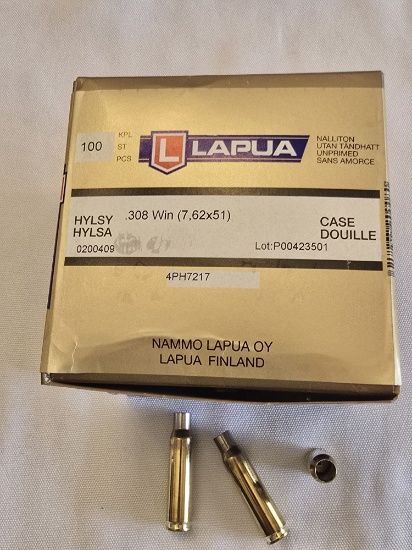 100
KPL
ST
PCS
L LAPUA
NALLITON
UTAN TÄNDHATT
UNPRIMED
SANS AMORCE
HYLSY
HYLSA
.308 Win (7,62x51)
CASE
DOUILLE
0200409
Lot:P00423501
4PH7217
NAMMO LAPUA OY
LAPUA FINLAND